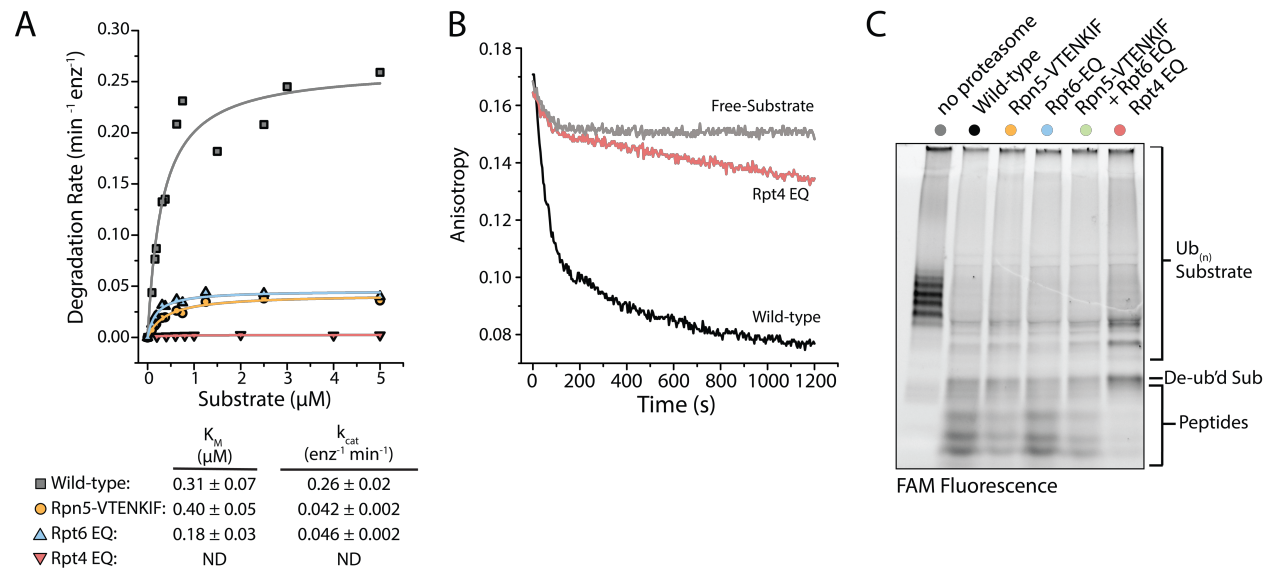 A
Degradation Rate (min⁻¹ enz⁻¹)
0.30
0.25
0.20
0.15
0.10
0.05
0.00
0 1 2 3 4 5
Substrate (μM)
K_M (μM)
k_cat (enz⁻¹ min⁻¹)
Wild-type: 0.31 ± 0.07 0.26 ± 0.02
Rpn5-VTENKIF: 0.40 ± 0.05 0.042 ± 0.002
Rpt6 EQ: 0.18 ± 0.03 0.046 ± 0.002
Rpt4 EQ: ND ND
B
Anisotropy
0.18
0.16
0.14
0.12
0.10
0.08
Free-Substrate
Rpt4 EQ
Wild-type
0 200 400 600 800 1000 1200
Time (s)
C
no proteasome
Wild-type
Rpn5-VTENKIF
Rpt6-EQ
Rpn5-VTENKIF
+ Rpt6 EQ
Rpt4 EQ
Ub(n)
Substrate
De-ub'd Sub
Peptides
FAM Fluorescence